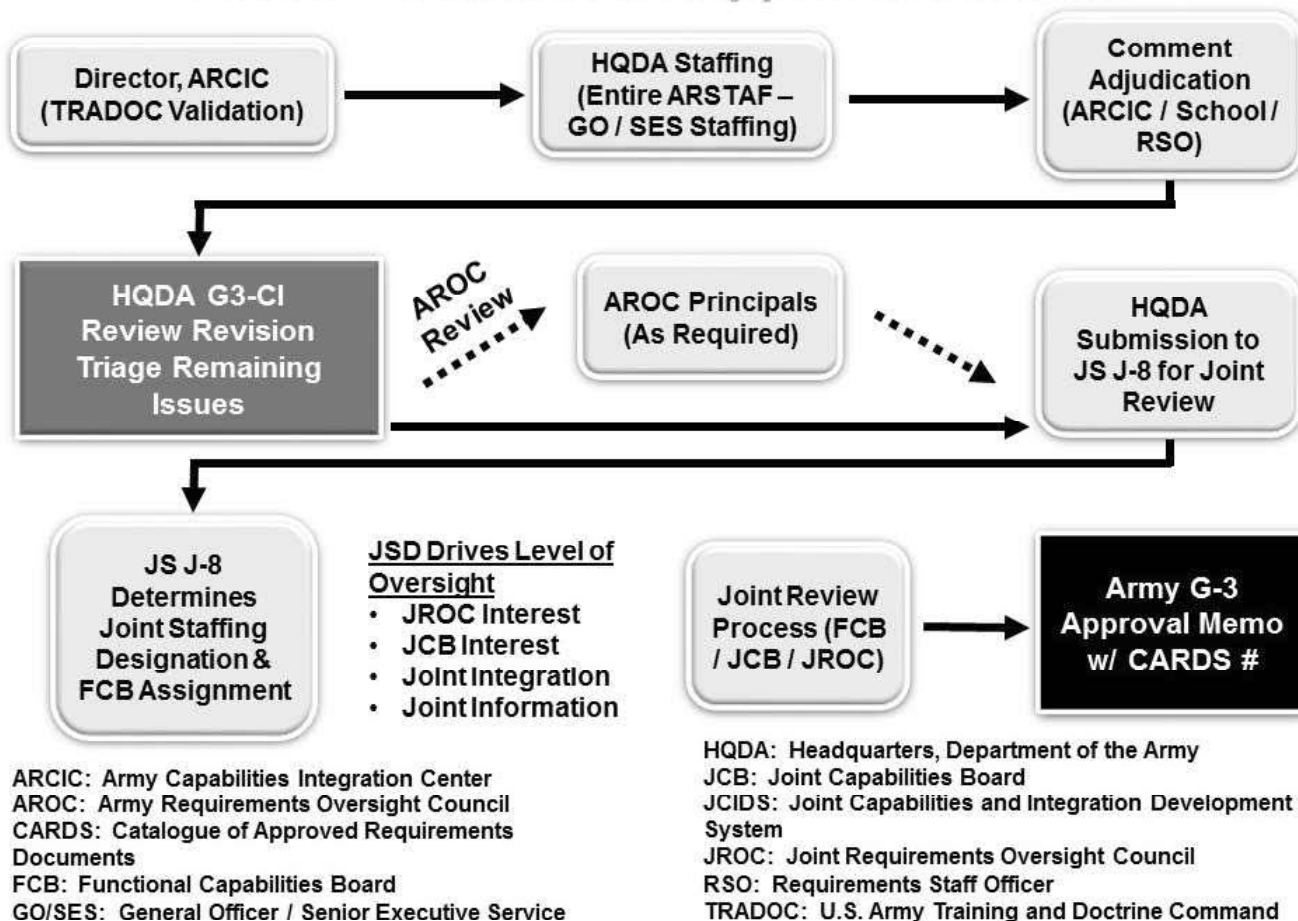 Director, ARCIC
(TRADOC Validation)
HQDA Staffing
(Entire ARSTAF –
GO / SES Staffing)
Comment
Adjudication
(ARCIC / School /
RSO)
HQDA G3-CI
Review Revision
Triage Remaining
Issues
AROC
Review
AROC Principals
(As Required)
HQDA
Submission to
JS J-8 for Joint
Review
JS J-8
Determines
Joint Staffing
Designation &
FCB Assignment
JSD Drives Level of
Oversight
• JROC Interest
• JCB Interest
• Joint Integration
• Joint Information
Joint Review
Process (FCB
/ JCB / JROC)
Army G-3
Approval Memo
w/ CARDS #
ARCIC: Army Capabilities Integration Center
AROC: Army Requirements Oversight Council
CARDS: Catalogue of Approved Requirements
Documents
FCB: Functional Capabilities Board
GO/SES: General Officer / Senior Executive Service
HQDA: Headquarters, Department of the Army
JCB: Joint Capabilities Board
JCIDS: Joint Capabilities and Integration Development
System
JROC: Joint Requirements Oversight Council
RSO: Requirements Staff Officer
TRADOC: U.S. Army Training and Doctrine Command